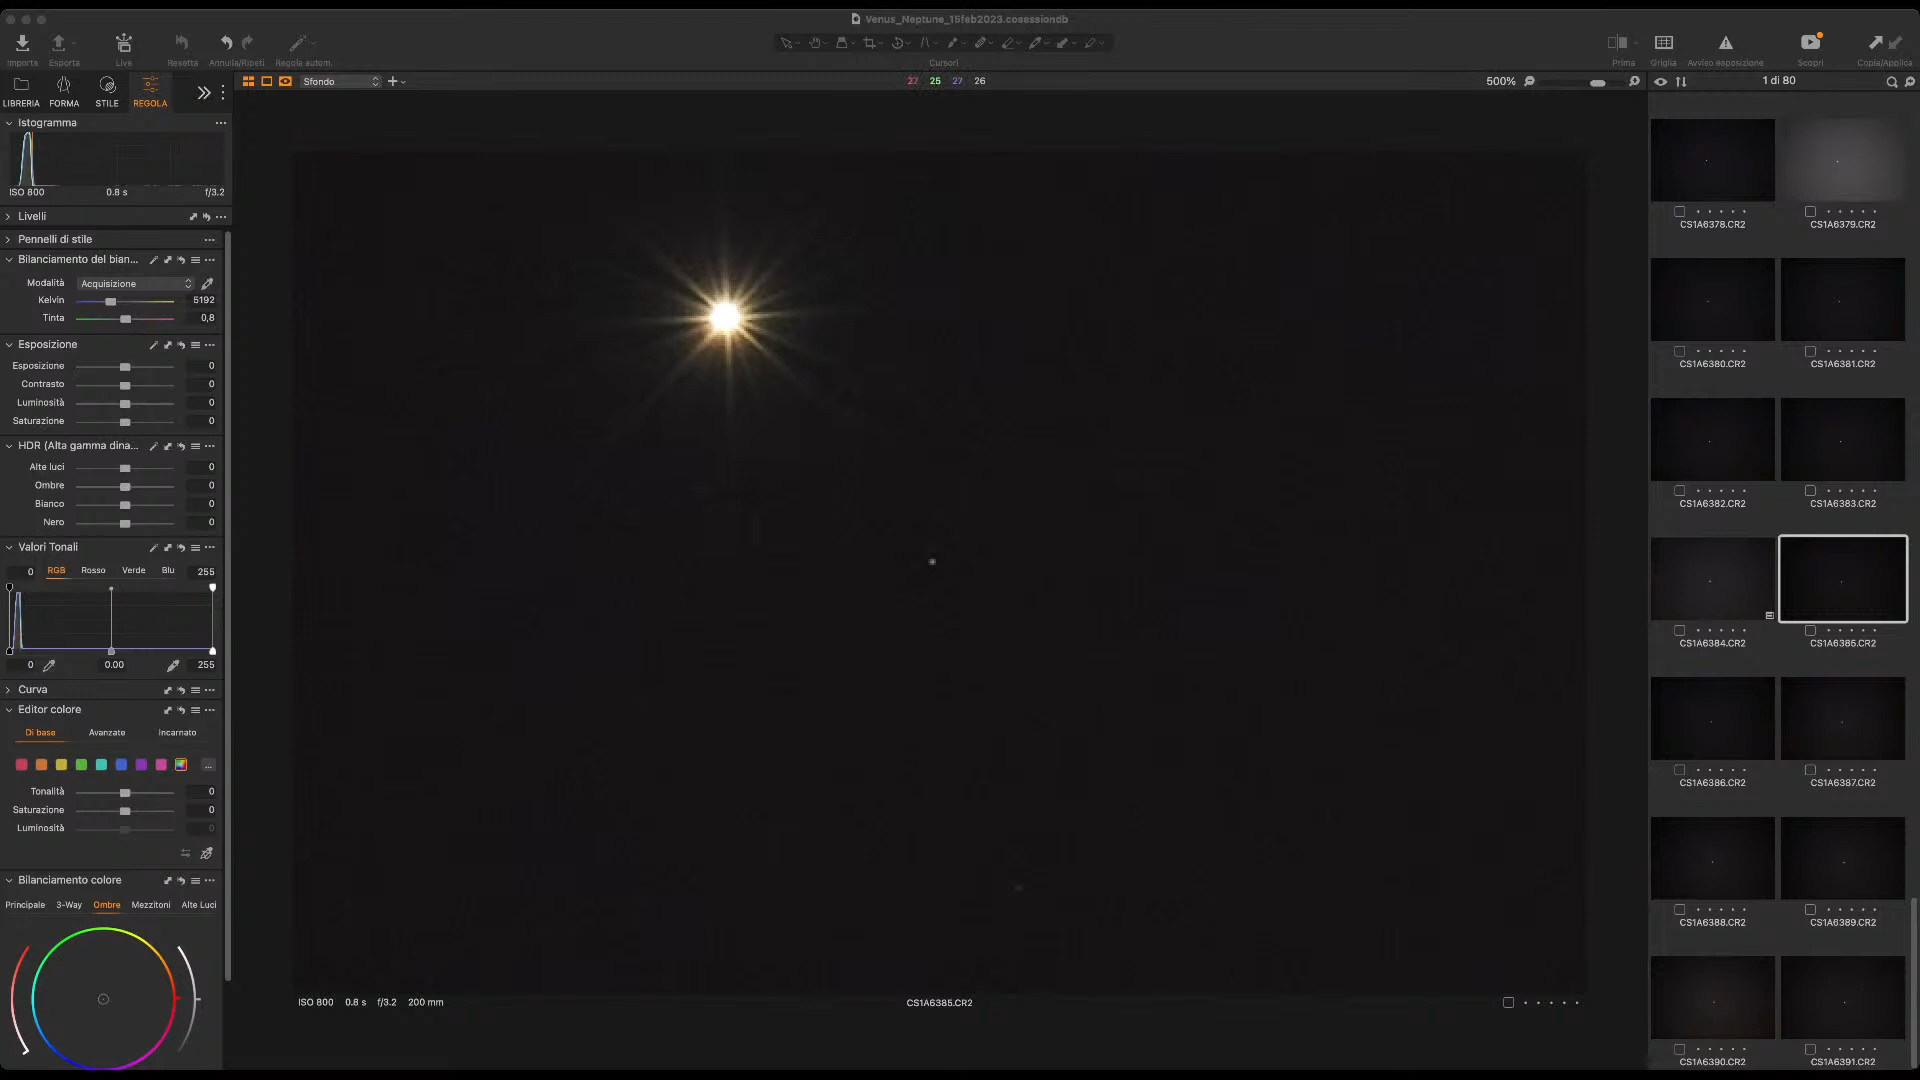 Venus_Neptune_15feb2023.cosessiondb
Importa
Esporta
Live
Resetta
Annulla/Ripeti
Regola autom.
Cursori
Prima
Griglia
Avviso esposizione
Scopri
Copia/Applica
LIBRERIA
FORMA
STILE
REGOLA
Sfondo
27 25 27 26
500%
1 di 80
Istogramma
ISO 800 0.8 s f/3.2
Livelli
Pennelli di stile
Bilanciamento del bian...
Modalità Acquisizione
Kelvin 5192
Tinta 0,8
Esposizione
Esposizione 0
Contrasto 0
Luminosità 0
Saturazione 0
HDR (Alta gamma dina...
Alte luci 0
Ombre 0
Bianco 0
Nero 0
Valori Tonali
0 RGB Rosso Verde Blu 255
0 0.00 255
Curva
Editor colore
Di base Avanzate Incarnato
Tonalità 0
Saturazione 0
Luminosità 0
Bilanciamento colore
Principale 3-Way Ombre Mezzitoni Alte Luci
ISO 800 0.8 s f/3.2 200 mm
CS1A6385.CR2
CS1A6378.CR2 CS1A6379.CR2
CS1A6380.CR2 CS1A6381.CR2
CS1A6382.CR2 CS1A6383.CR2
CS1A6384.CR2 CS1A6385.CR2
CS1A6386.CR2 CS1A6387.CR2
CS1A6388.CR2 CS1A6389.CR2
CS1A6390.CR2 CS1A6391.CR2